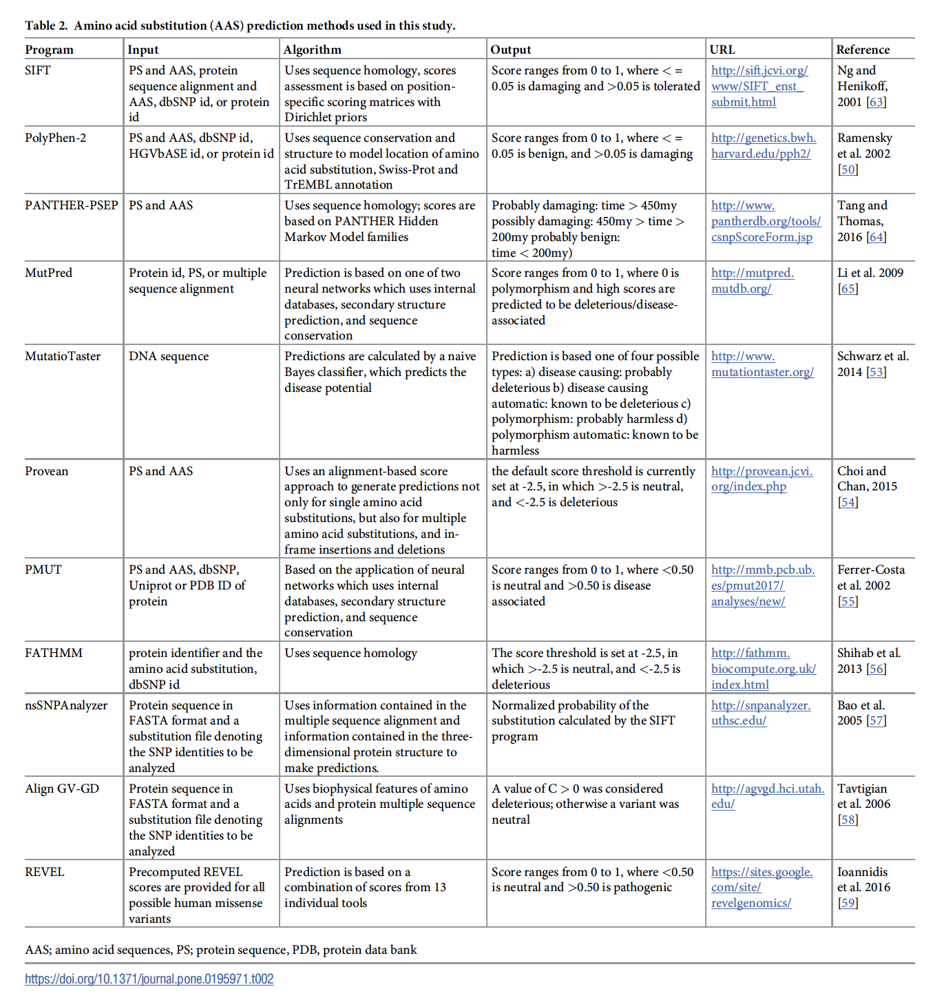 Table 2. Amino acid substitution (AAS) prediction methods used in this study.
Program Input Algorithm Output URL Reference
SIFT
PS and AAS, protein
sequence alignment and
AAS, dbSNP id, or protein
id
Uses sequence homology, scores
assessment is based on position-
specific scoring matrices with
Dirichlet priors
Score ranges from 0 to 1, where < =
0.05 is damaging and >0.05 is tolerated
http://sift.jcvi.org/
www/SIFT_enst_
submit.html
Ng and
Henikoff,
2001 [63]
PolyPhen-2
PS and AAS, dbSNP id,
HGVbASE id, or protein id
Uses sequence conservation and
structure to model location of amino
acid substitution, Swiss-Prot and
TrEMBL annotation
Score ranges from 0 to 1, where < =
0.05 is benign, and >0.05 is damaging
http://genetics.bwh.
harvard.edu/pph2/
Ramensky
et al. 2002
[50]
PANTHER-PSEP
PS and AAS
Uses sequence homology; scores are
based on PANTHER Hidden
Markov Model families
Probably damaging: time > 450my
possibly damaging: 450my > time >
200my probably benign:
time < 200my)
http://www.
pantherdb.org/tools/
csnpScoreForm.jsp
Tang and
Thomas,
2016 [64]
MutPred
Protein id, PS, or multiple
sequence alignment
Prediction is based on one of two
neural networks which uses internal
databases, secondary structure
prediction, and sequence
conservation
Score ranges from 0 to 1, where 0 is
polymorphism and high scores are
predicted to be deleterious/disease-
associated
http://mutpred.
mutdb.org/
Li et al. 2009
[65]
MutatioTaster
DNA sequence
Predictions are calculated by a naive
Bayes classifier, which predicts the
disease potential
Prediction is based one of four possible
types: a) disease causing: probably
deleterious b) disease causing
automatic: known to be deleterious c)
polymorphism: probably harmless d)
polymorphism automatic: known to be
harmless
http://www.
mutationtaster.org/
Schwarz et al.
2014 [53]
Provean
PS and AAS
Uses an alignment-based score
approach to generate predictions not
only for single amino acid
substitutions, but also for multiple
amino acid substitutions, and in-
frame insertions and deletions
the default score threshold is currently
set at -2.5, in which >-2.5 is neutral,
and <-2.5 is deleterious
http://provean.jcvi.
org/index.php
Choi and
Chan, 2015
[54]
PMUT
PS and AAS, dbSNP,
Uniprot or PDB ID of
protein
Based on the application of neural
networks which uses internal
databases, secondary structure
prediction, and sequence
conservation
Score ranges from 0 to 1, where <0.50
is neutral and >0.50 is disease
associated
http://mmb.pcb.ub.
es/pmut2017/
analyses/new/
Ferrer-Costa
et al. 2002
[55]
FATHMM
protein identifier and the
amino acid substitution,
dbSNP id
Uses sequence homology
The score threshold is set at -2.5, in
which >-2.5 is neutral, and <-2.5 is
deleterious
http://fathmm.
biocompute.org.uk/
index.html
Shihab et al.
2013 [56]
nsSNPAnalyzer
Protein sequence in
FASTA format and a
substitution file denoting
the SNP identities to be
analyzed
Uses information contained in the
multiple sequence alignment and
information contained in the three-
dimensional protein structure to
make predictions.
Normalized probability of the
substitution calculated by the SIFT
program
http://snpanalyzer.
uthsc.edu/
Bao et al.
2005 [57]
Align GV-GD
Protein sequence in
FASTA format and a
substitution file denoting
the SNP identities to be
analyzed
Uses biophysical features of amino
acids and protein multiple sequence
alignments
A value of C > 0 was considered
deleterious; otherwise a variant was
neutral
http://agvgd.hci.utah.
edu/
Tavtigian
et al. 2006
[58]
REVEL
Precomputed REVEL
scores are provided for all
possible human missense
variants
Prediction is based on a
combination of scores from 13
individual tools
Score ranges from 0 to 1, where <0.50
is neutral and >0.50 is pathogenic
https://sites.google.
com/site/
revelgenomics/
Ioannidis
et al. 2016
[59]
AAS; amino acid sequences, PS; protein sequence, PDB, protein data bank
https://doi.org/10.1371/journal.pone.0195971.t002